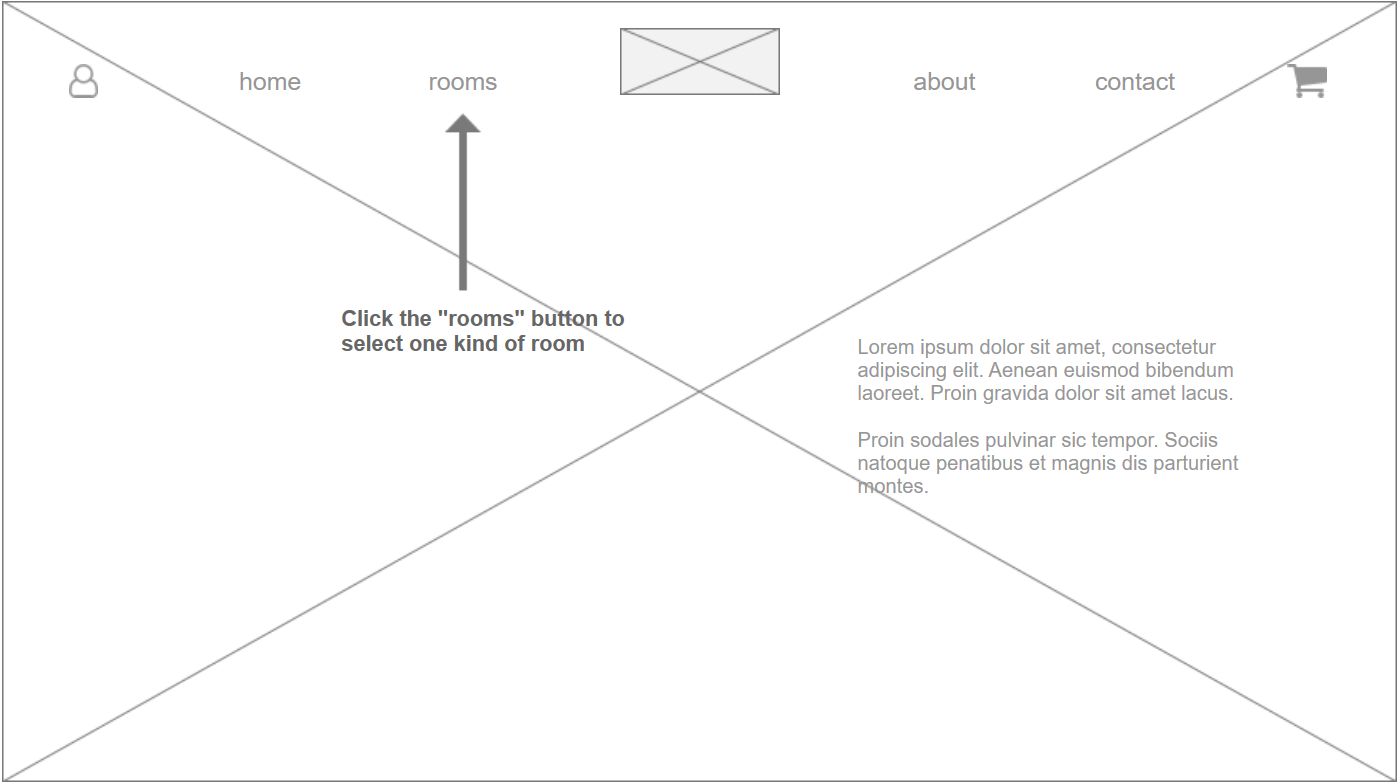 home
rooms
about
contact
Click the "rooms" button to
select one kind of room
Lorem ipsum dolor sit amet, consectetur
adipiscing elit. Aenean euismod bibendum
laoreet. Proin gravida dolor sit amet lacus.
Proin sodales pulvinar sic tempor. Sociis
natoque penatibus et magnis dis parturient
montes.